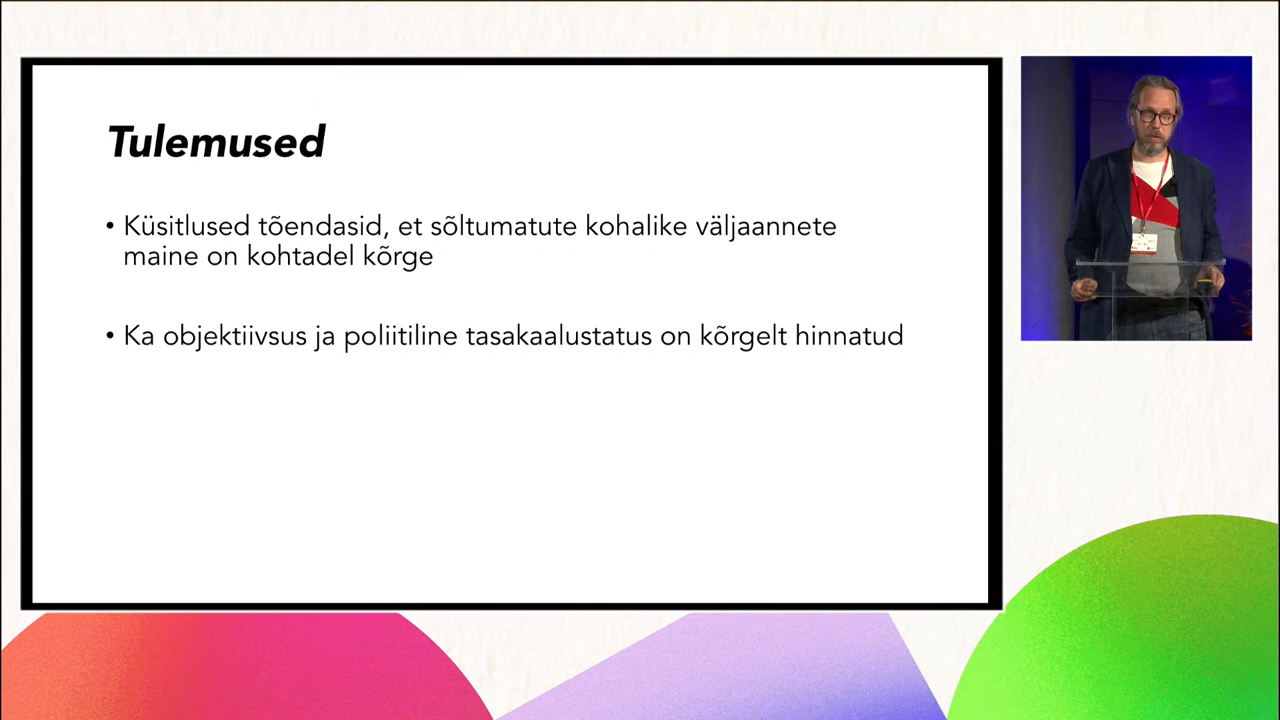 Tulemused
• Küsitlused tõendasid, et sõltumatute kohalike väljaannete
maine on kohtadel kõrge
• Ka objektiivsus ja poliitiline tasakaalustatus on kõrgelt hinnatud